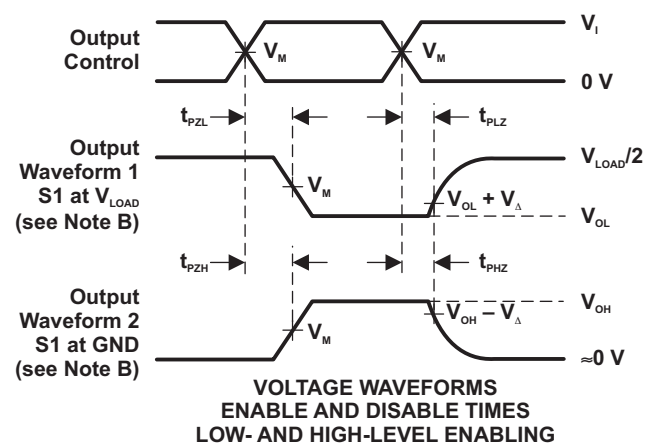 Output
Control
V_M
V_M
V_I
0 V
t_PZL
t_PLZ
Output
Waveform 1
S1 at V_LOAD
(see Note B)
V_M
V_OL + V_Δ
V_LOAD/2
V_OL
t_PZH
t_PHZ
Output
Waveform 2
S1 at GND
(see Note B)
V_M
V_OH – V_Δ
V_OH
≈0 V
VOLTAGE WAVEFORMS
ENABLE AND DISABLE TIMES
LOW- AND HIGH-LEVEL ENABLING